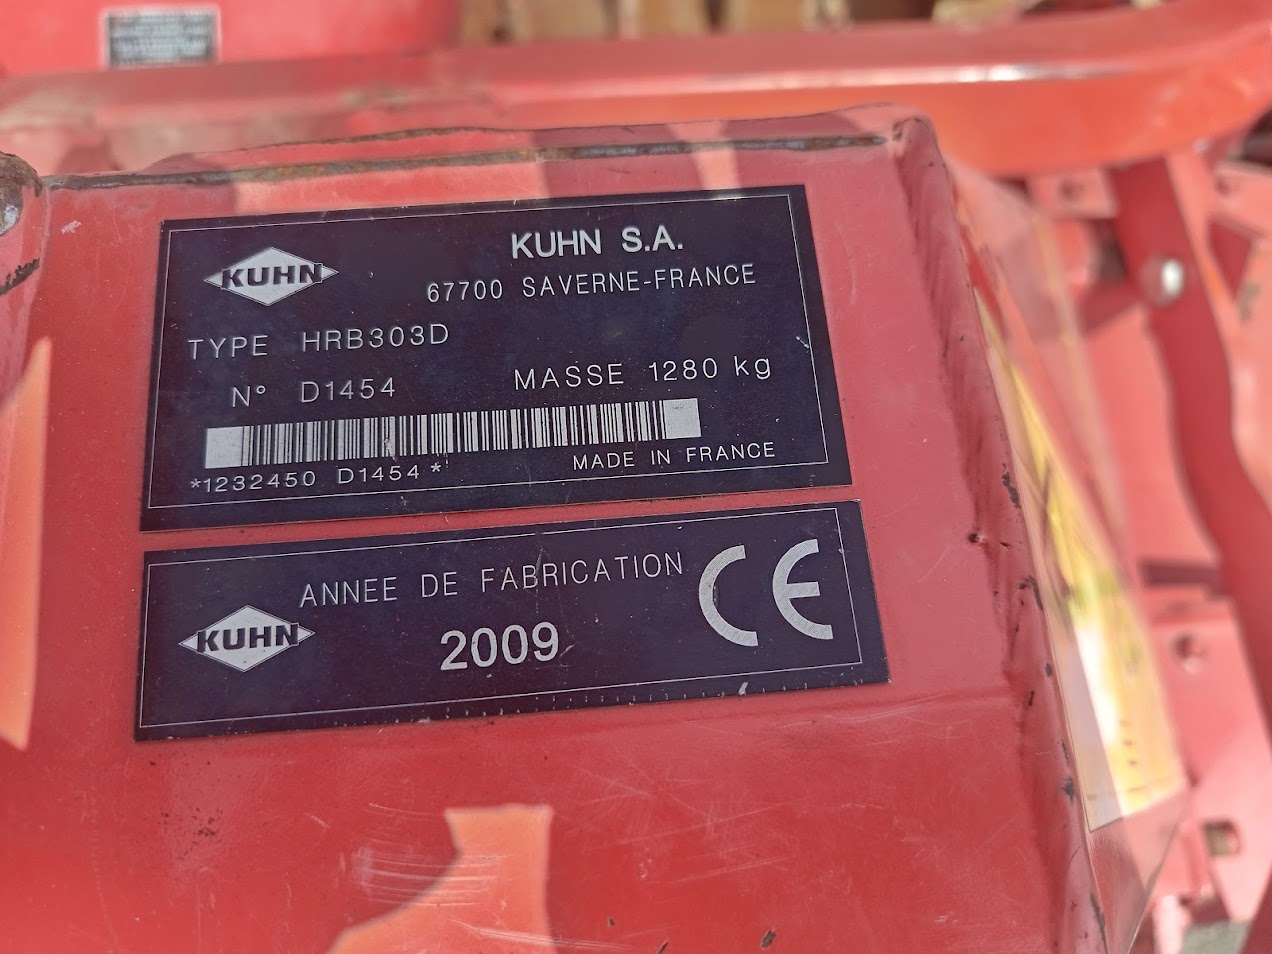 KUHN
KUHN S.A.
67700 SAVERNE-FRANCE
TYPE HRB303D
N° D1454 MASSE 1280 kg
*1232450 D1454*
MADE IN FRANCE
KUHN
ANNEE DE FABRICATION
2009
CE